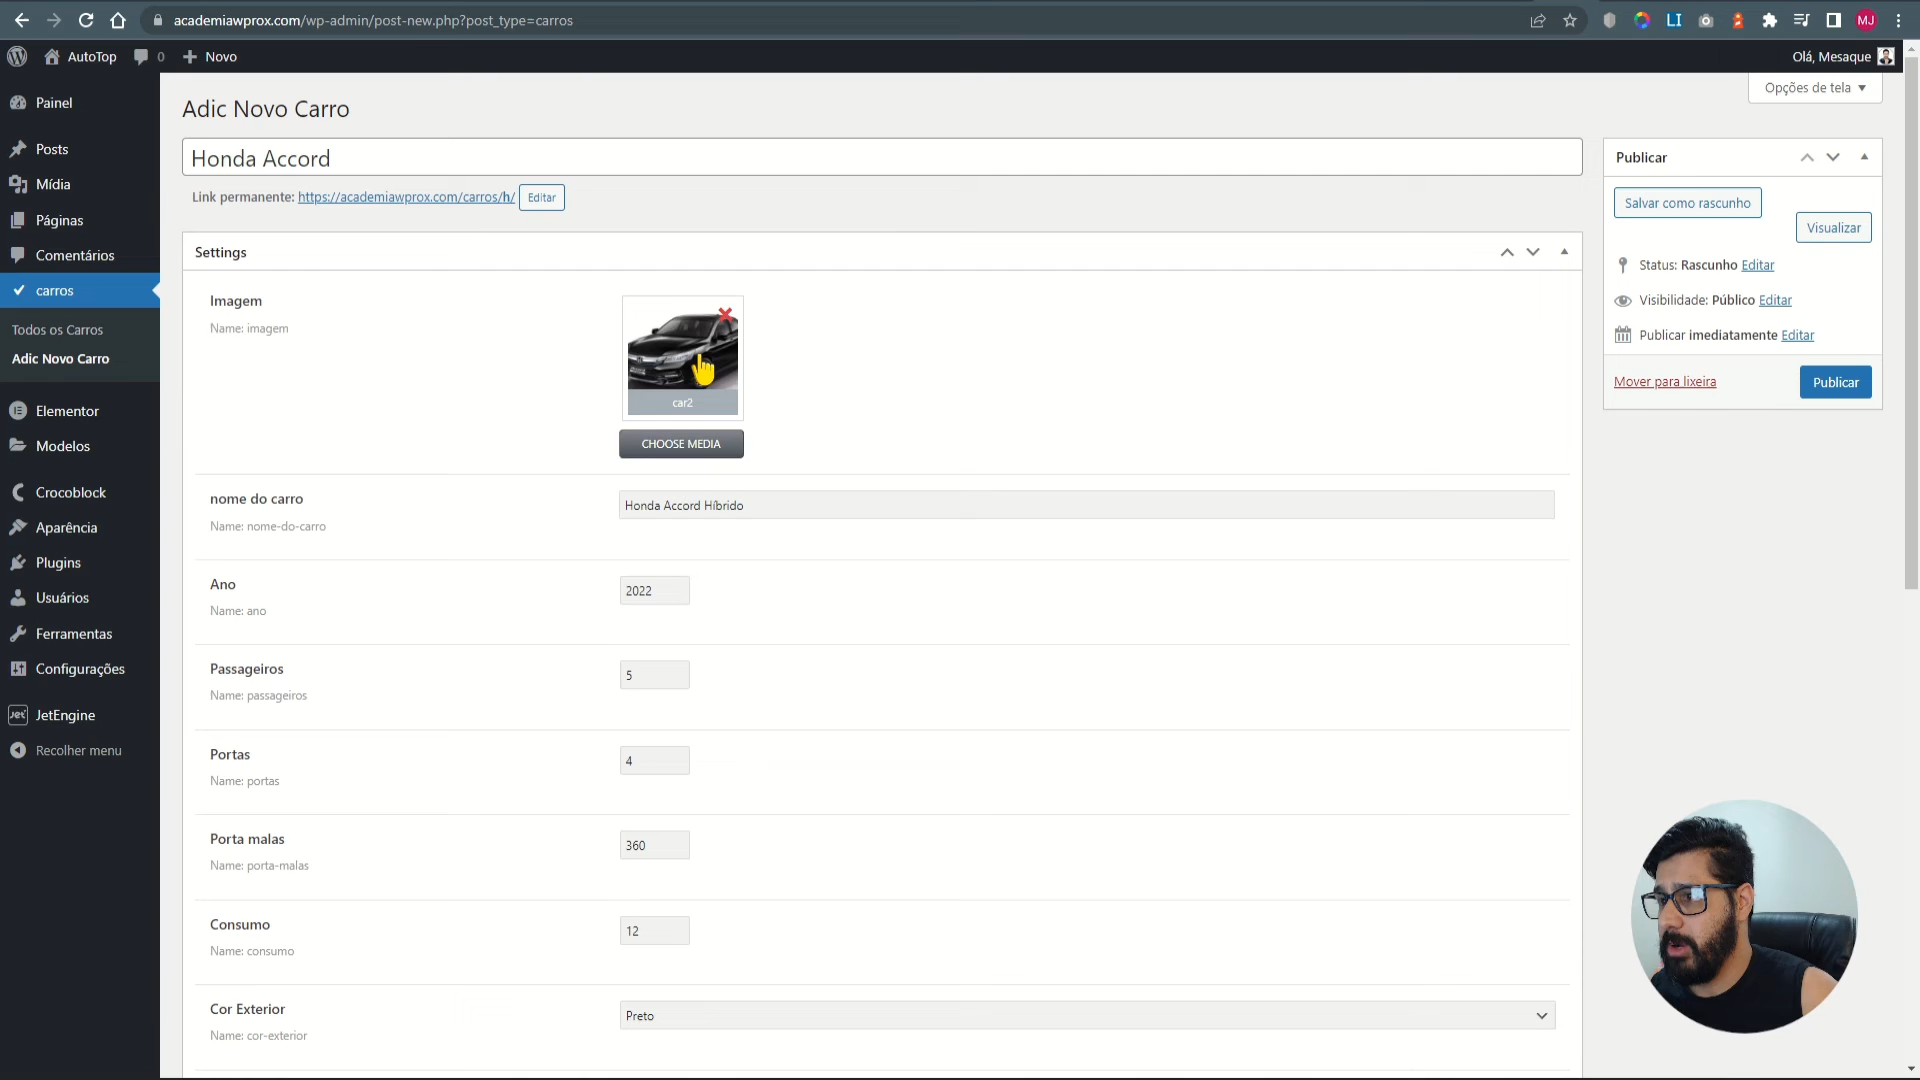 academiawprox.com/wp-admin/post-new.php?post_type=carros
LI
MJ
AutoTop
0
Novo
Olá, Mesaque
Opções de tela
Painel
Posts
Mídia
Páginas
Comentários
carros
Todos os Carros
Adic Novo Carro
Elementor
Modelos
Crocoblock
Aparência
Plugins
Usuários
Ferramentas
Configurações
Jet
JetEngine
Recolher menu
Adic Novo Carro
Honda Accord
Link permanente: https://academiawprox.com/carros/h/ Editar
Settings
Imagem
Name: imagem
car2
CHOOSE MEDIA
nome do carro
Name: nome-do-carro
Honda Accord Híbrido
Ano
Name: ano
2022
Passageiros
Name: passageiros
5
Portas
Name: portas
4
Porta malas
Name: porta-malas
360
Consumo
Name: consumo
12
Cor Exterior
Name: cor-exterior
Preto
Publicar
Salvar como rascunho
Visualizar
Status: Rascunho Editar
Visibilidade: Público Editar
Publicar imediatamente Editar
Mover para lixeira
Publicar